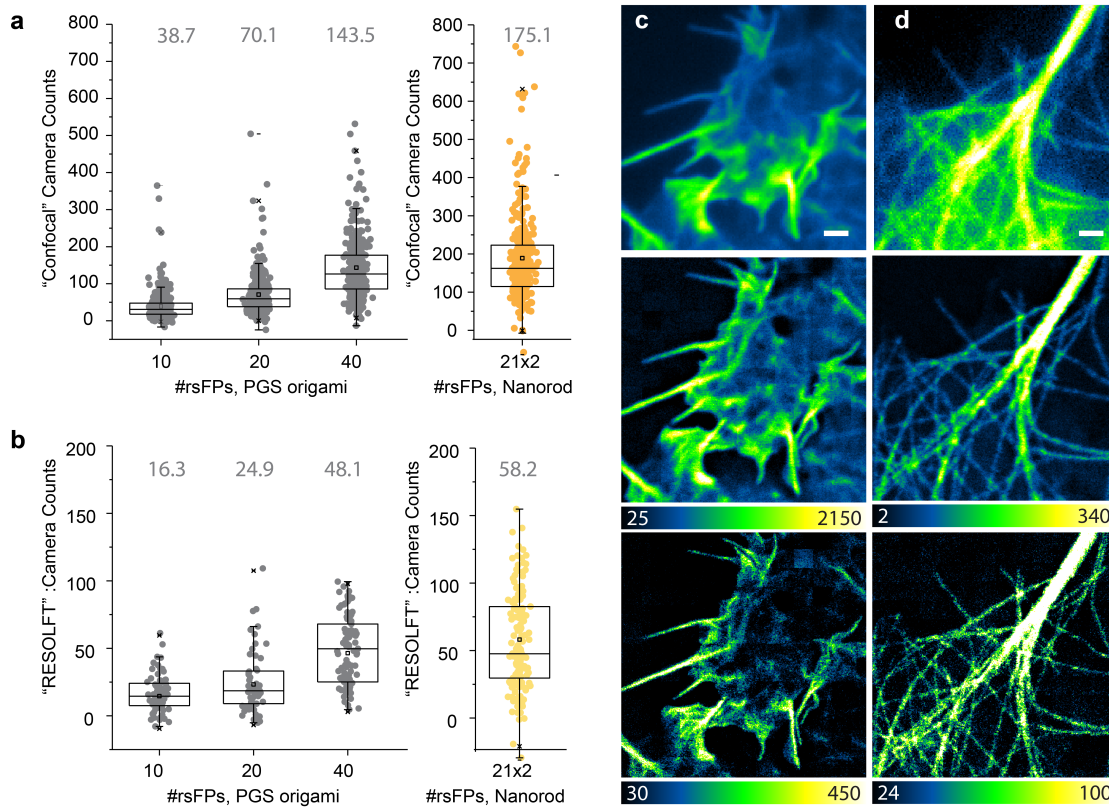 a
“Confocal” Camera Counts
800
700
600
500
400
300
200
100
0
38.7 70.1 143.5
10 20 40
#rsFPs, PGS origami
“Confocal” Camera Counts
800
700
600
500
400
300
200
100
0
175.1
21x2
#rsFPs, Nanorod
b
“RESOLFT” :Camera Counts
200
150
100
50
0
16.3 24.9 48.1
10 20 40
#rsFPs, PGS origami
“RESOLFT” :Camera Counts
200
150
100
50
0
58.2
21x2
#rsFPs, Nanorod
c
d
25 2150
2 340
30 450
24 100